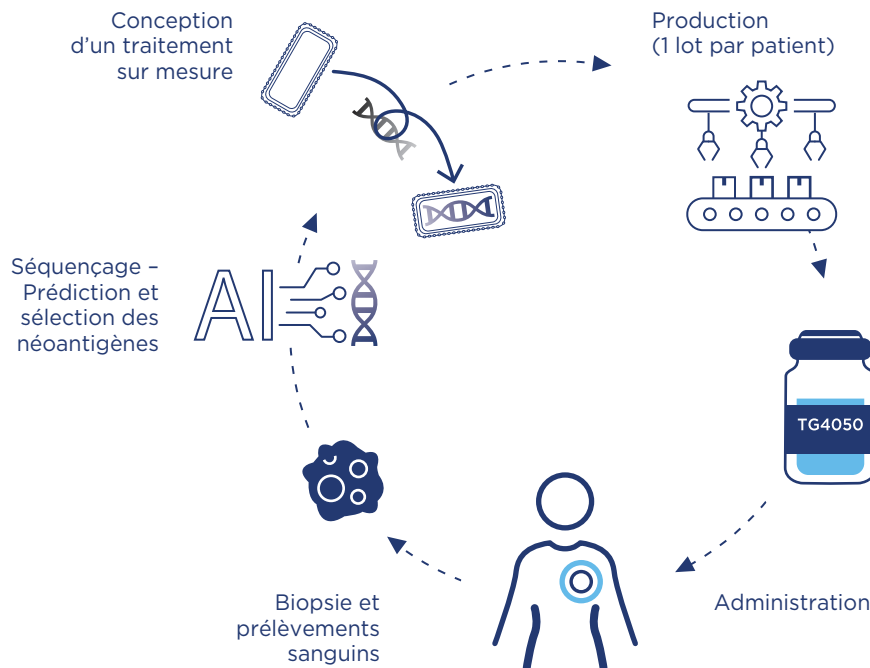 Conception
d'un traitement
sur mesure
Production
(1 lot par patient)
Séquençage –
Prédiction et
sélection des
néoantigènes
AI
TG4050
Biopsie et
prélèvements
sanguins
Administration